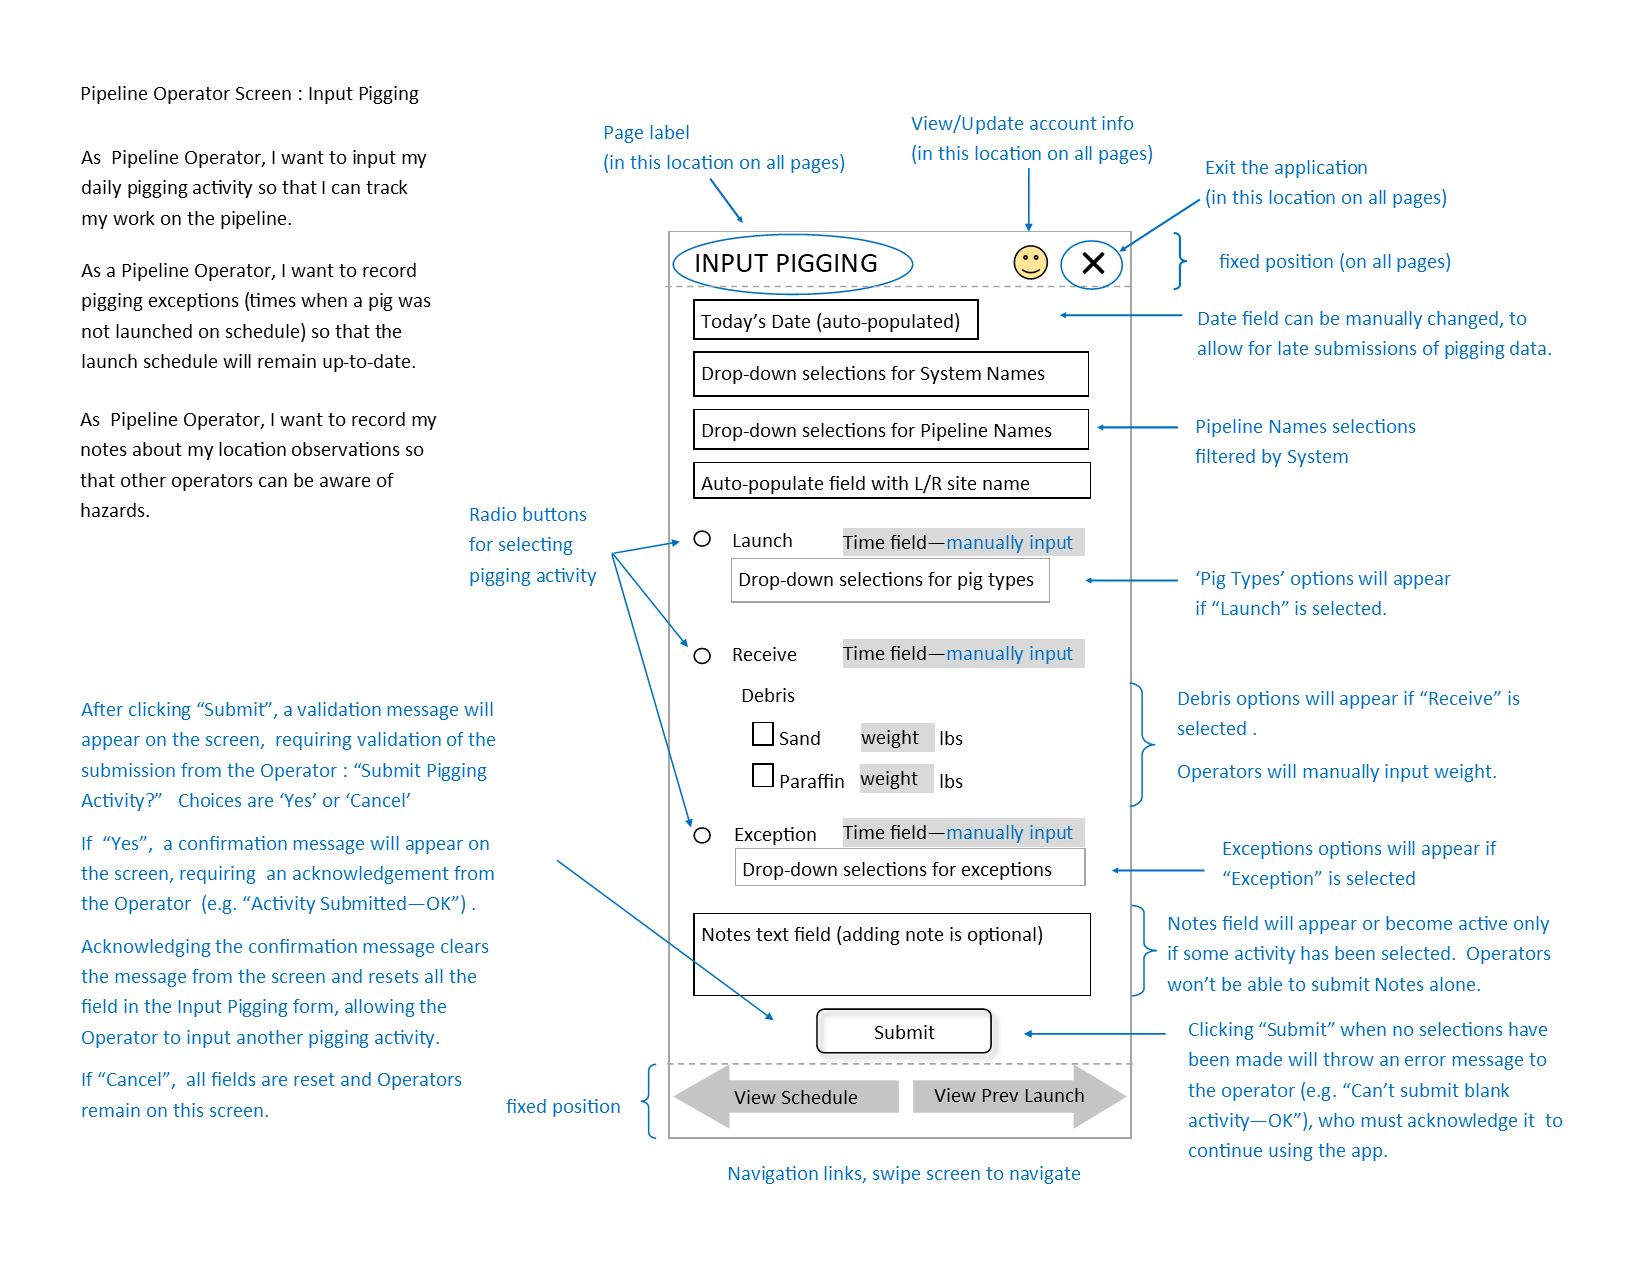 Pipeline Operator Screen : Input Pigging
As  Pipeline Operator, I want to input my
daily pigging activity so that I can track
my work on the pipeline.
As a Pipeline Operator, I want to record
pigging exceptions (times when a pig was
not launched on schedule) so that the
launch schedule will remain up-to-date.
As  Pipeline Operator, I want to record my
notes about my location observations so
that other operators can be aware of
hazards.
Page label
(in this location on all pages)
View/Update account info
(in this location on all pages)
Exit the application
(in this location on all pages)
INPUT PIGGING
fixed position (on all pages)
Today’s Date (auto-populated)
Date field can be manually changed, to
allow for late submissions of pigging data.
Drop-down selections for System Names
Drop-down selections for Pipeline Names
Pipeline Names selections
filtered by System
Auto-populate field with L/R site name
Radio buttons
for selecting
pigging activity
Launch
Time field—manually input
Drop-down selections for pig types
‘Pig Types’ options will appear
if “Launch” is selected.
Receive
Time field—manually input
Debris
Sand weight lbs
Paraffin weight lbs
Debris options will appear if “Receive” is
selected .
Operators will manually input weight.
Exception
Time field—manually input
Drop-down selections for exceptions
Exceptions options will appear if
“Exception” is selected
Notes text field (adding note is optional)
Notes field will appear or become active only
if some activity has been selected.  Operators
won’t be able to submit Notes alone.
Submit
Clicking “Submit” when no selections have
been made will throw an error message to
the operator (e.g. “Can’t submit blank
activity—OK”), who must acknowledge it  to
continue using the app.
After clicking “Submit”, a validation message will
appear on the screen,  requiring validation of the
submission from the Operator : “Submit Pigging
Activity?”   Choices are ‘Yes’ or ‘Cancel’
If  “Yes”,  a confirmation message will appear on
the screen, requiring  an acknowledgement from
the Operator  (e.g. “Activity Submitted—OK”) .
Acknowledging the confirmation message clears
the message from the screen and resets all the
field in the Input Pigging form, allowing the
Operator to input another pigging activity.
If “Cancel”,  all fields are reset and Operators
remain on this screen.
fixed position
View Schedule
View Prev Launch
Navigation links, swipe screen to navigate